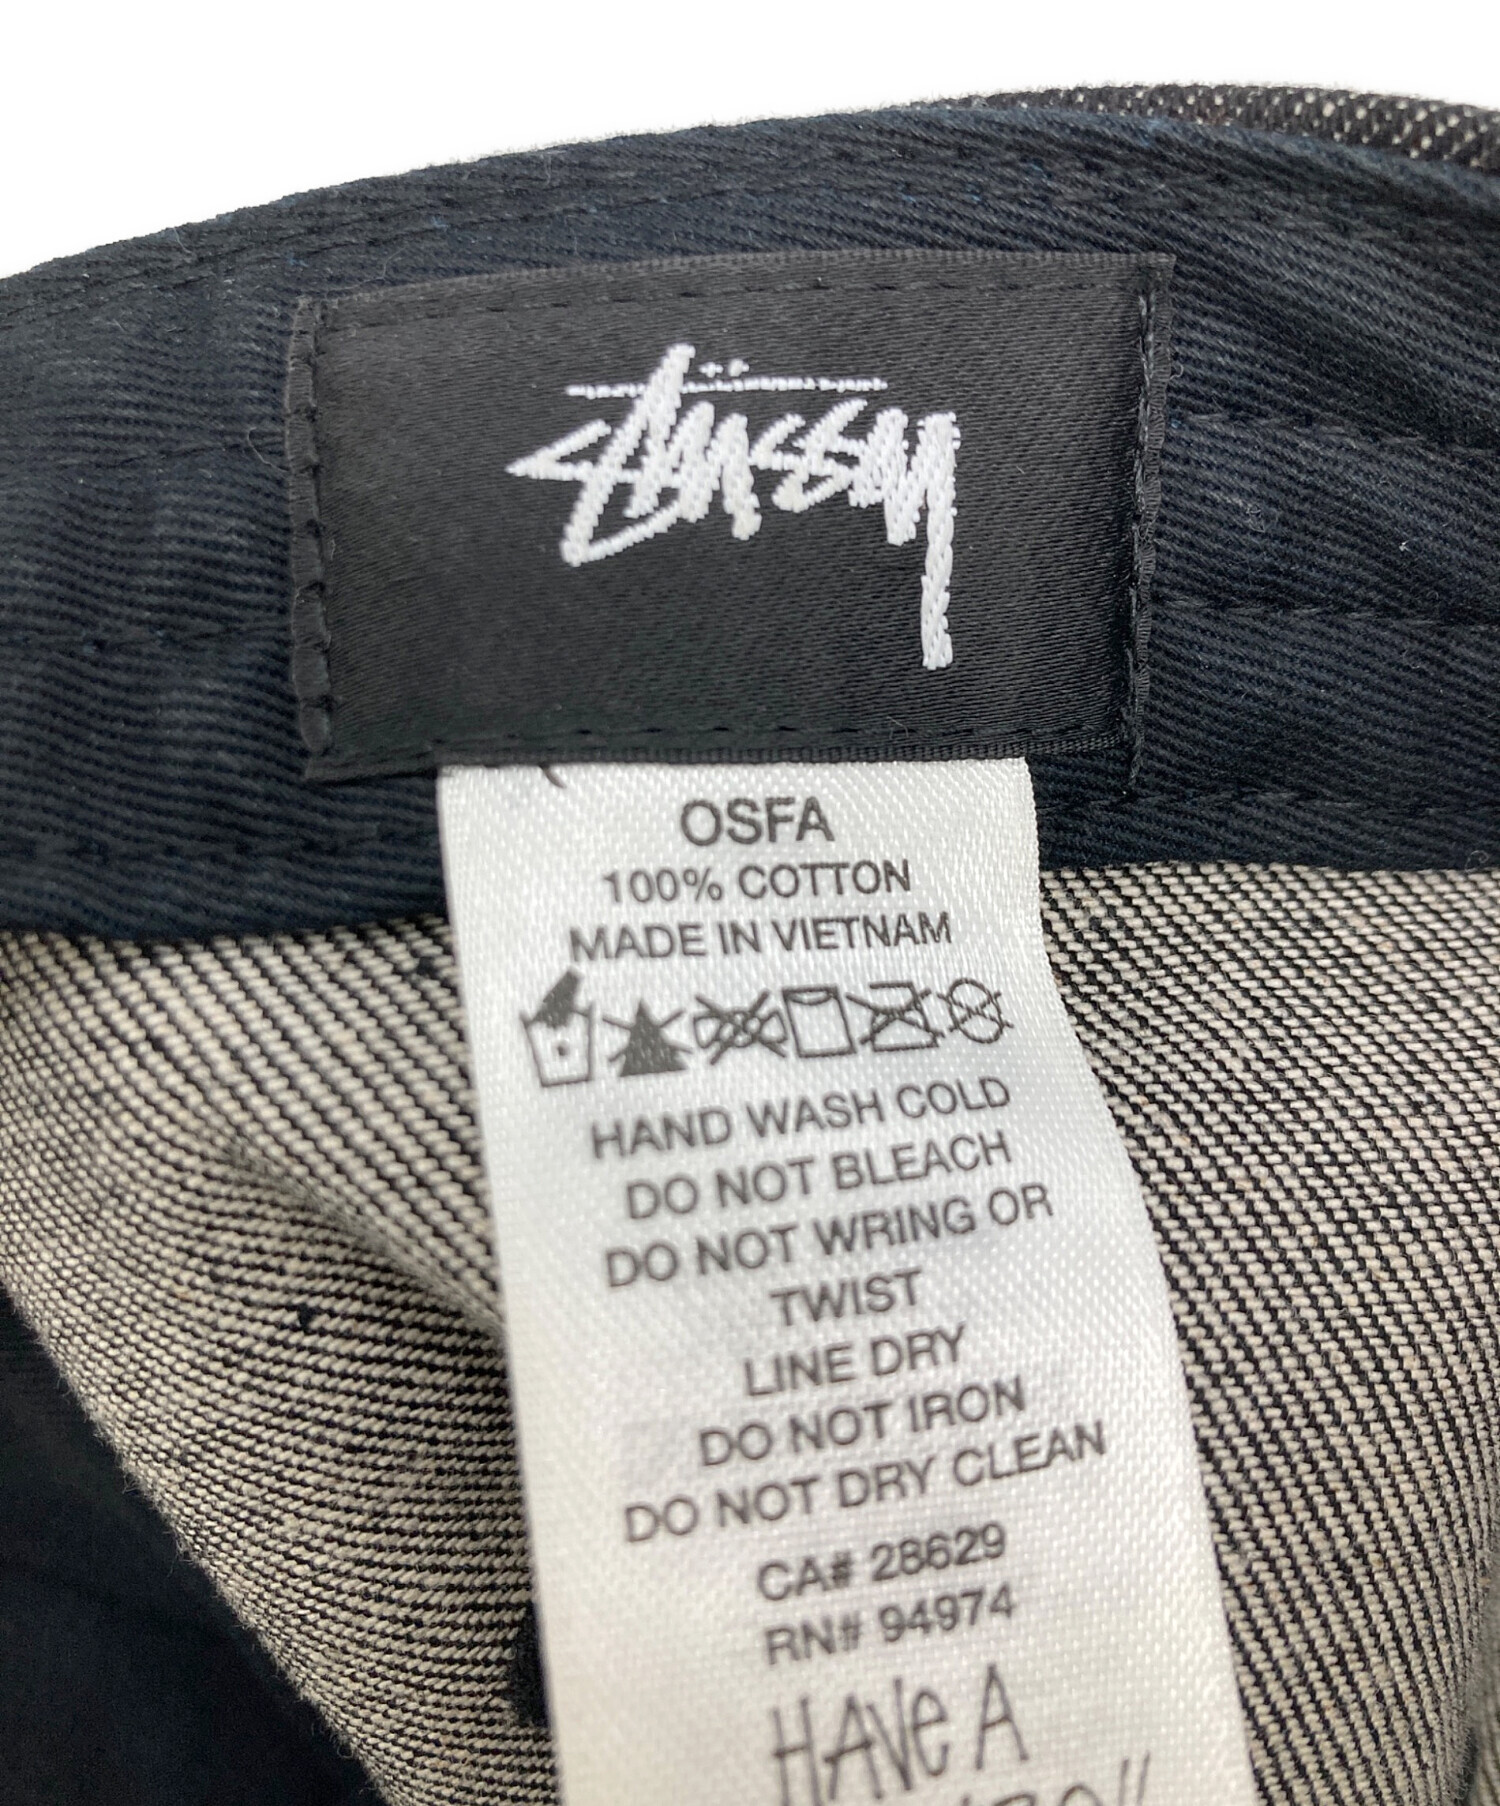 Stüssy
OSFA
100% COTTON
MADE IN VIETNAM
HAND WASH COLD
DO NOT BLEACH
DO NOT WRING OR
TWIST
LINE DRY
DO NOT IRON
DO NOT DRY CLEAN
CA# 28629
RN# 94974
HAVE A